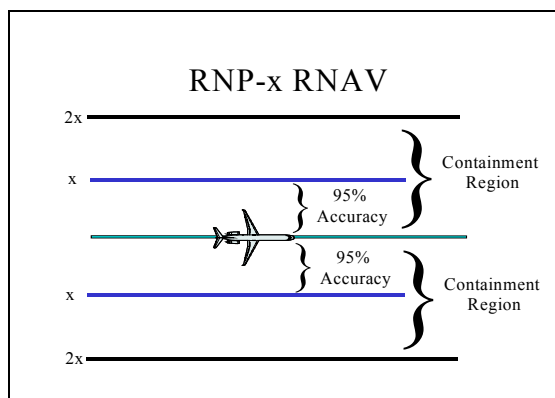 RNP-x RNAV
2x
Containment
Region
x
95%
Accuracy
95%
Accuracy
x
Containment
Region
2x